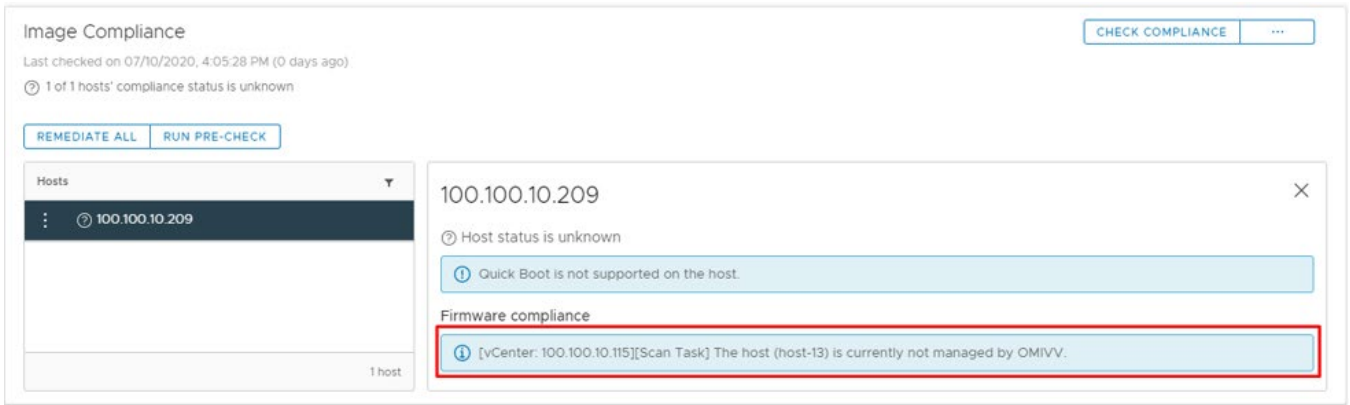 Image Compliance
CHECK COMPLIANCE ...
Last checked on 07/10/2020, 4:05:28 PM (0 days ago)
1 of 1 hosts' compliance status is unknown
REMEDIATE ALL RUN PRE-CHECK
Hosts
100.100.10.209
1 host
100.100.10.209
Host status is unknown
Quick Boot is not supported on the host.
Firmware compliance
[vCenter: 100.100.10.115][Scan Task] The host (host-13) is currently not managed by OMIVV.